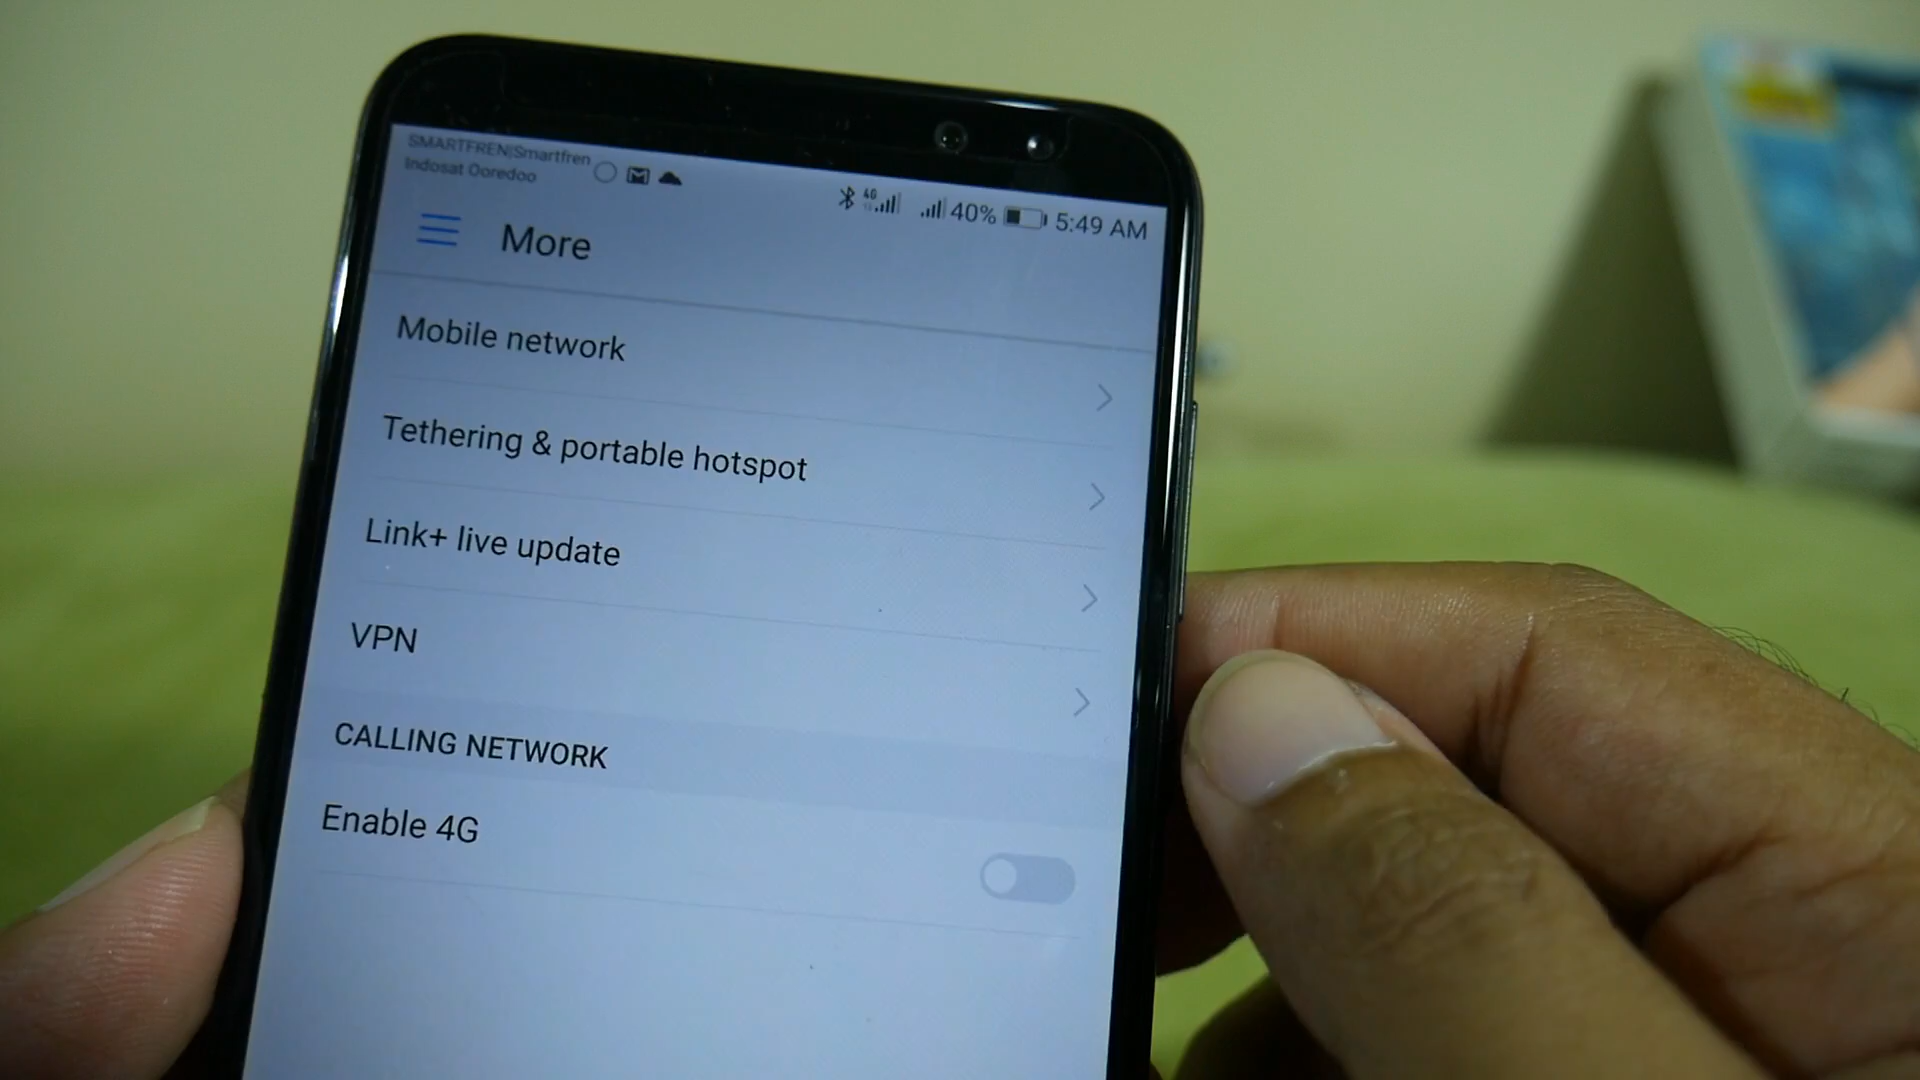 SMARTFREN|Smartfren
Indosat Ooredoo
4G 40% 5:49 AM
More
Mobile network
Tethering & portable hotspot
Link+ live update
VPN
CALLING NETWORK
Enable 4G